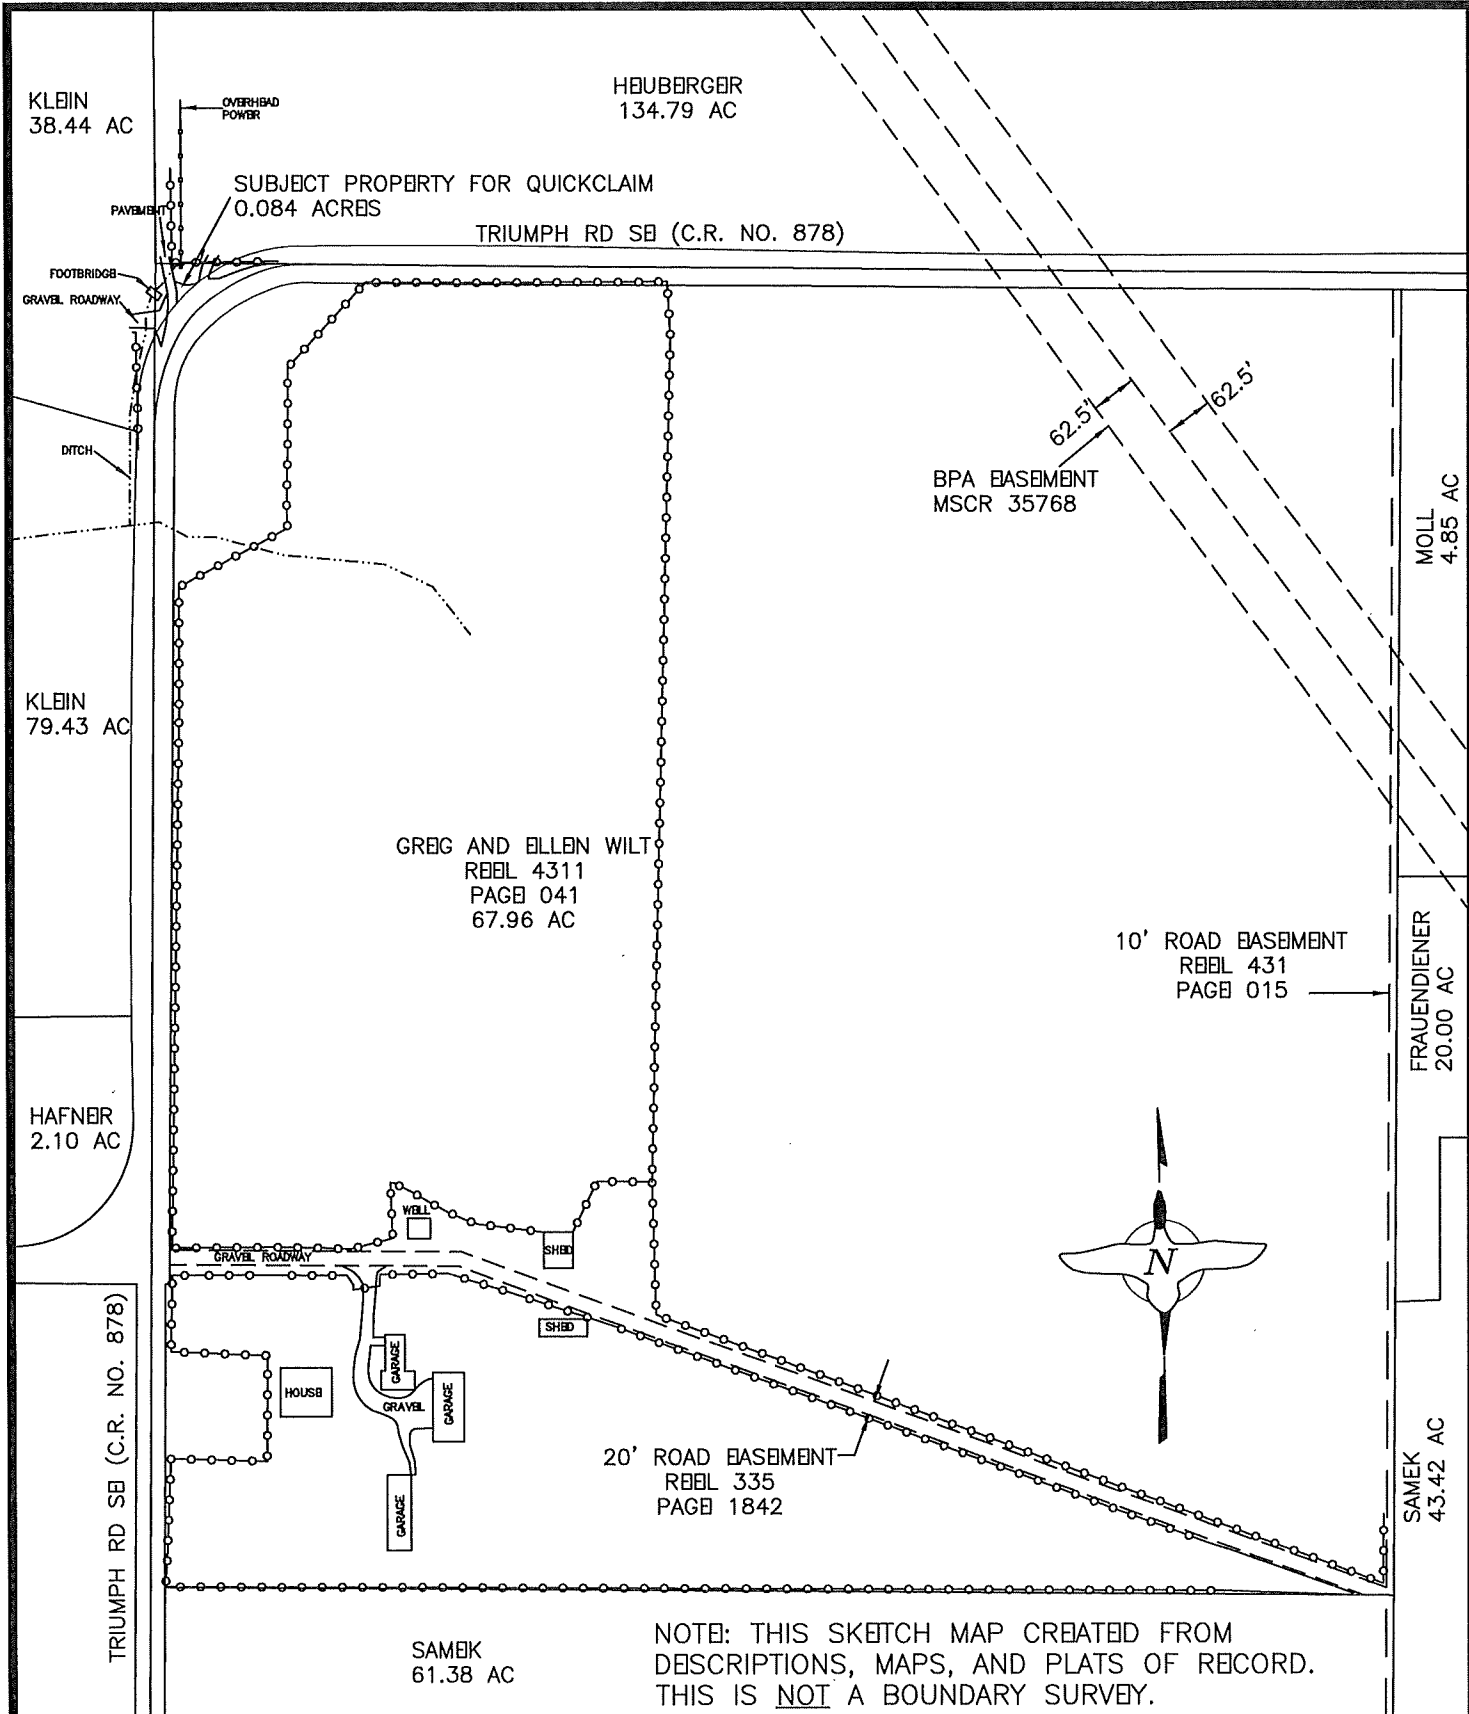 KLEIN
38.44 AC
OVERHEAD
POWER
HEUBERGER
134.79 AC
SUBJECT PROPERTY FOR QUICKCLAIM
0.084 ACRES
PAVEMENT
TRIUMPH RD SE (C.R. NO. 878)
FOOTBRIDGE
GRAVEL ROADWAY
DITCH
62.5'
62.5'
BPA EASEMENT
MSCR 35768
MOLL
4.85 AC
KLEIN
79.43 AC
GREG AND ELLEN WILT
REEL 4311
PAGE 041
67.96 AC
10' ROAD EASEMENT
REEL 431
PAGE 015
FRAUENDIENER
20.00 AC
HAFNER
2.10 AC
WELL
SHED
GRAVEL ROADWAY
N
SHED
HOUSE
GARAGE
GRAVEL
GARAGE
GARAGE
TRIUMPH RD SE (C.R. NO. 878)
20' ROAD EASEMENT
REEL 335
PAGE 1842
SAMEK
43.42 AC
SAMEK
61.38 AC
NOTE: THIS SKETCH MAP CREATED FROM
DESCRIPTIONS, MAPS, AND PLATS OF RECORD.
THIS IS NOT A BOUNDARY SURVEY.